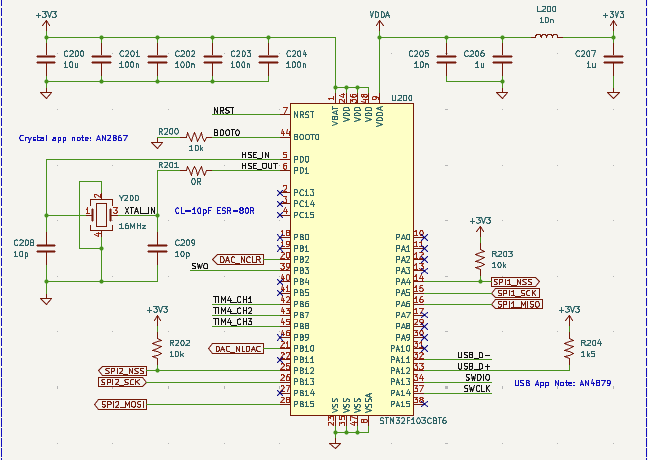 +3V3
VDDA
L200
10n
+3V3
C200
10u
C201
100n
C202
100n
C203
100n
C204
100n
C205
10n
C206
1u
C207
1u
1
24
36
48
9
U200
VBAT
VDD
VDD
VDD
VDDA
NRST
7
NRST
Crystal app note: AN2867
R200
10k
BOOT0
44
BOOT0
HSE_IN
5
PD0
R201
0R
HSE_OUT
6
PD1
2
PC13
3
PC14
4
PC15
Y200
16MHz
1
2
3
4
XTAL_IN
CL=10pF ESR=80R
C208
10p
C209
10p
18
PB0
19
PB1
DAC_NCLR
20
PB2
SWO
39
PB3
40
PB4
41
PB5
TIM4_CH1
42
PB6
TIM4_CH2
43
PB7
TIM4_CH3
45
PB8
46
PB9
DAC_NLDAC
21
PB10
22
PB11
SPI2_NSS
25
PB12
SPI2_SCK
26
PB13
27
PB14
SPI2_MOSI
28
PB15
+3V3
R202
10k
PA0
10
PA1
11
PA2
12
PA3
13
PA4
14
SPI1_NSS
PA5
15
SPI1_SCK
PA6
16
SPI1_MISO
PA7
17
PA8
29
PA9
30
PA10
31
PA11
32
USB_D-
PA12
33
USB_D+
PA13
34
SWDIO
PA14
37
SWCLK
PA15
38
+3V3
R203
10k
+3V3
R204
1k5
USB App Note: AN4879
VSS
VSS
VSS
VSSA
23
35
47
8
STM32F103CBT6